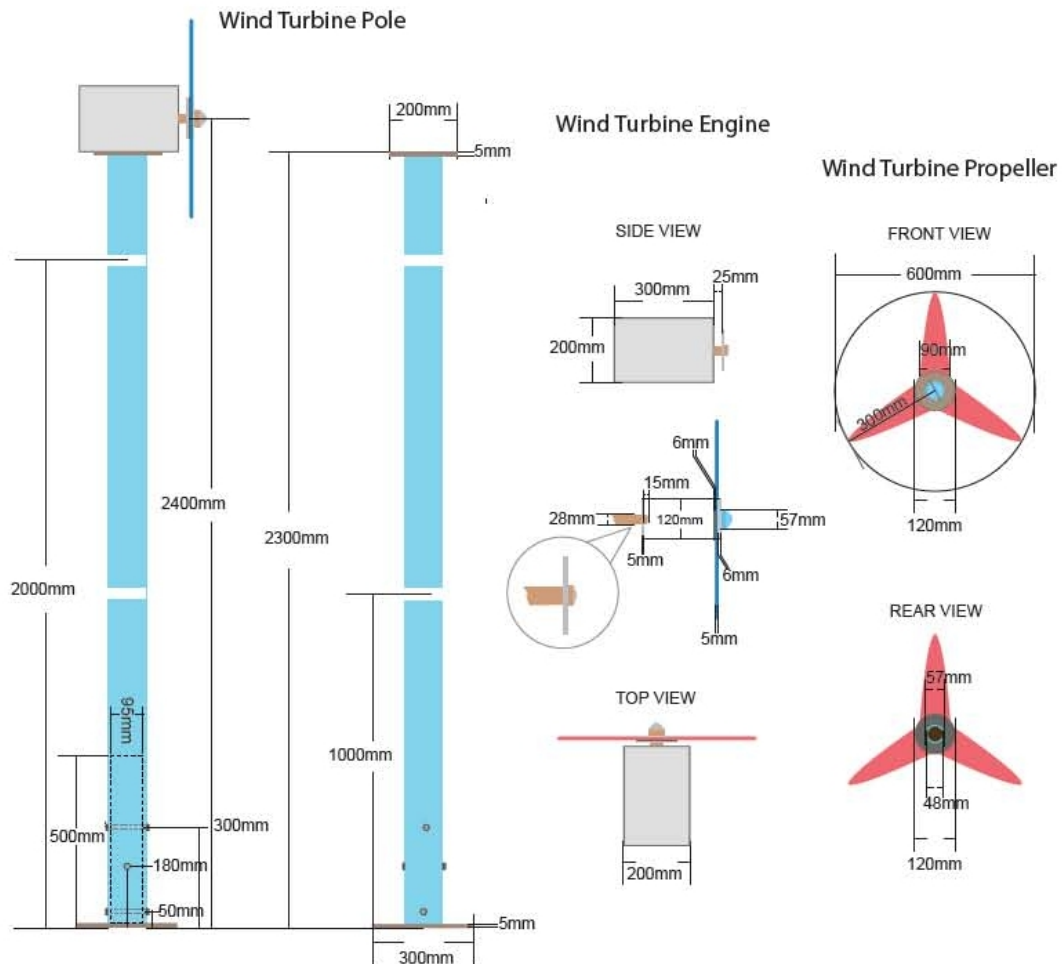 Wind Turbine Pole
200mm
5mm
2400mm
2300mm
2000mm
1000mm
95mm
500mm
300mm
180mm
50mm
5mm
300mm
Wind Turbine Engine
SIDE VIEW
300mm
25mm
200mm
6mm
15mm
28mm
120mm
57mm
5mm
6mm
5mm
TOP VIEW
200mm
Wind Turbine Propeller
FRONT VIEW
600mm
90mm
300mm
120mm
REAR VIEW
57mm
48mm
120mm